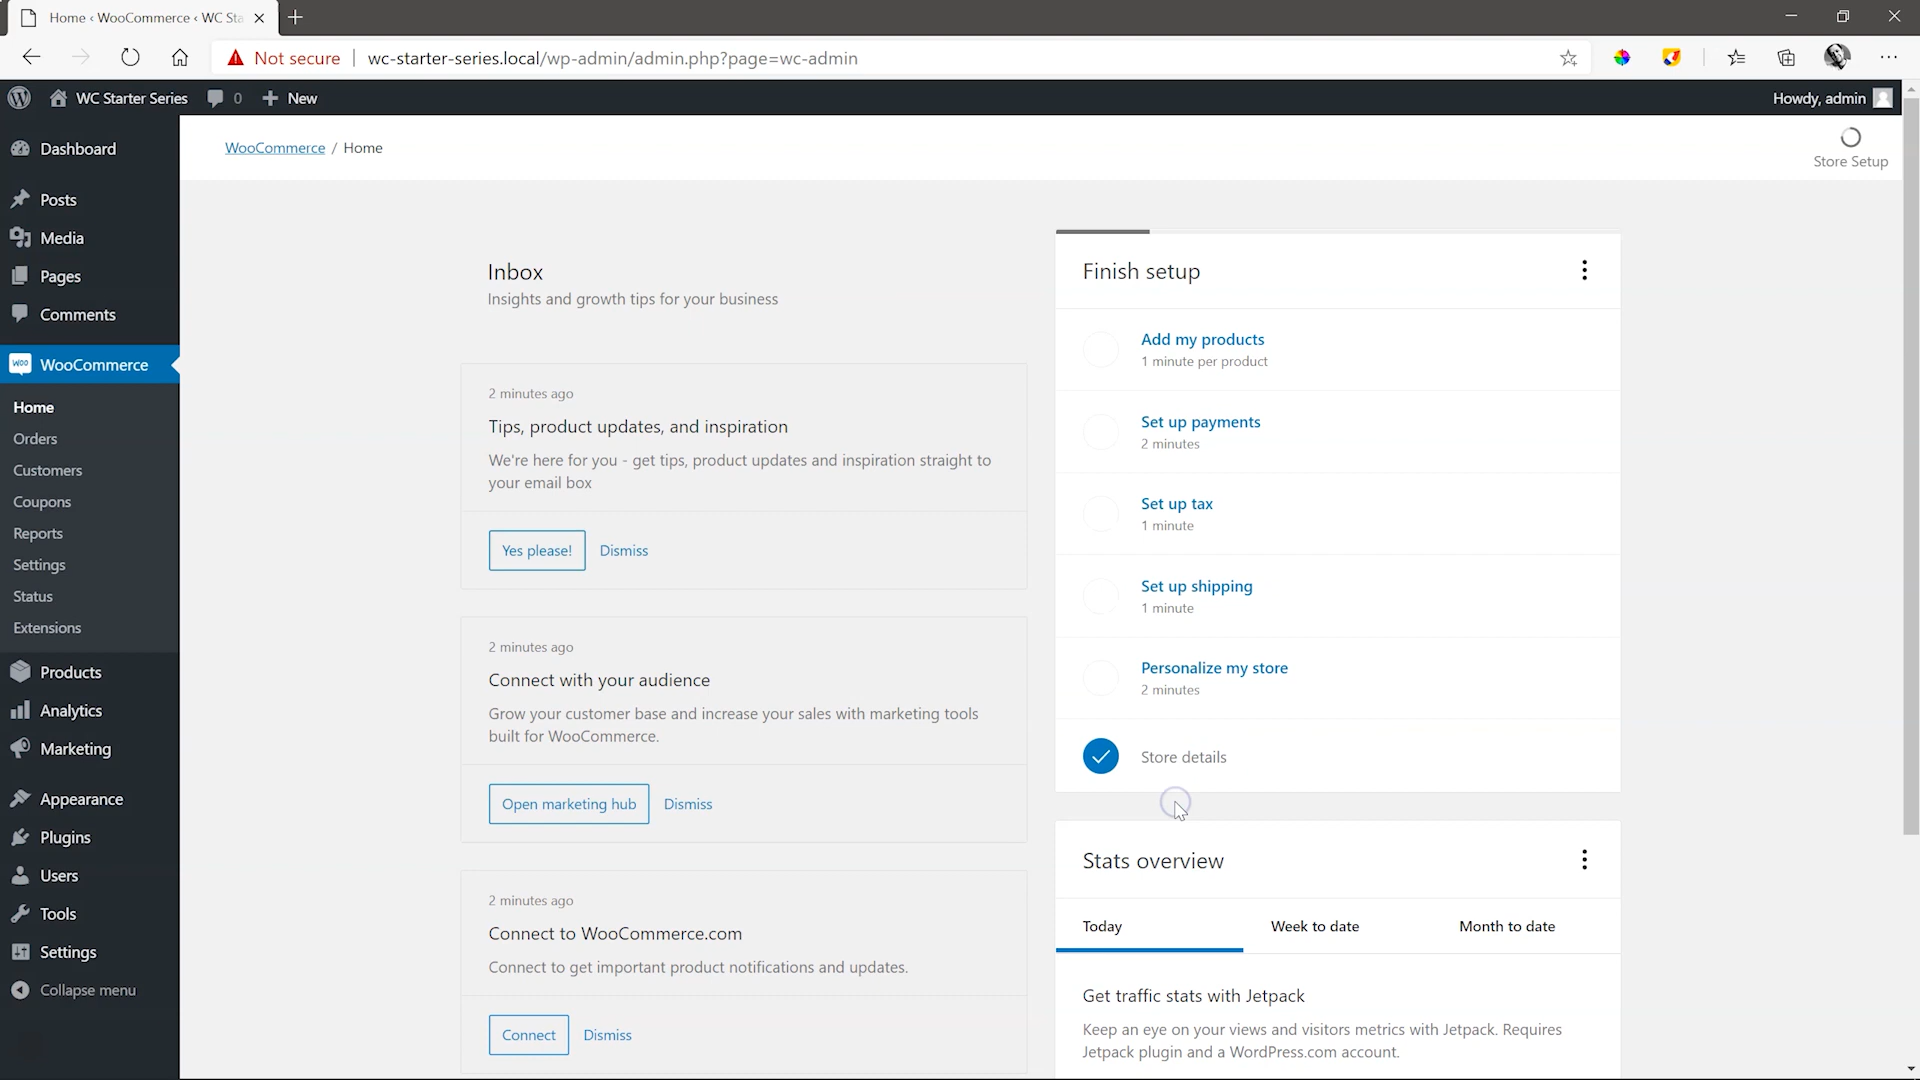 Home ‹ WooCommerce ‹ WC Sta
Not secure
wc-starter-series.local/wp-admin/admin.php?page=wc-admin
WC Starter Series
0
New
Howdy, admin
Dashboard
Posts
Media
Pages
Comments
woo WooCommerce
Home
Orders
Customers
Coupons
Reports
Settings
Status
Extensions
Products
Analytics
Marketing
Appearance
Plugins
Users
Tools
Settings
Collapse menu
WooCommerce / Home
Store Setup
Inbox
Insights and growth tips for your business
2 minutes ago
Tips, product updates, and inspiration
We're here for you - get tips, product updates and inspiration straight to
your email box
Yes please! Dismiss
2 minutes ago
Connect with your audience
Grow your customer base and increase your sales with marketing tools
built for WooCommerce.
Open marketing hub Dismiss
2 minutes ago
Connect to WooCommerce.com
Connect to get important product notifications and updates.
Connect Dismiss
Finish setup
Add my products
1 minute per product
Set up payments
2 minutes
Set up tax
1 minute
Set up shipping
1 minute
Personalize my store
2 minutes
Store details
Stats overview
Today Week to date Month to date
Get traffic stats with Jetpack
Keep an eye on your views and visitors metrics with Jetpack. Requires
Jetpack plugin and a WordPress.com account.